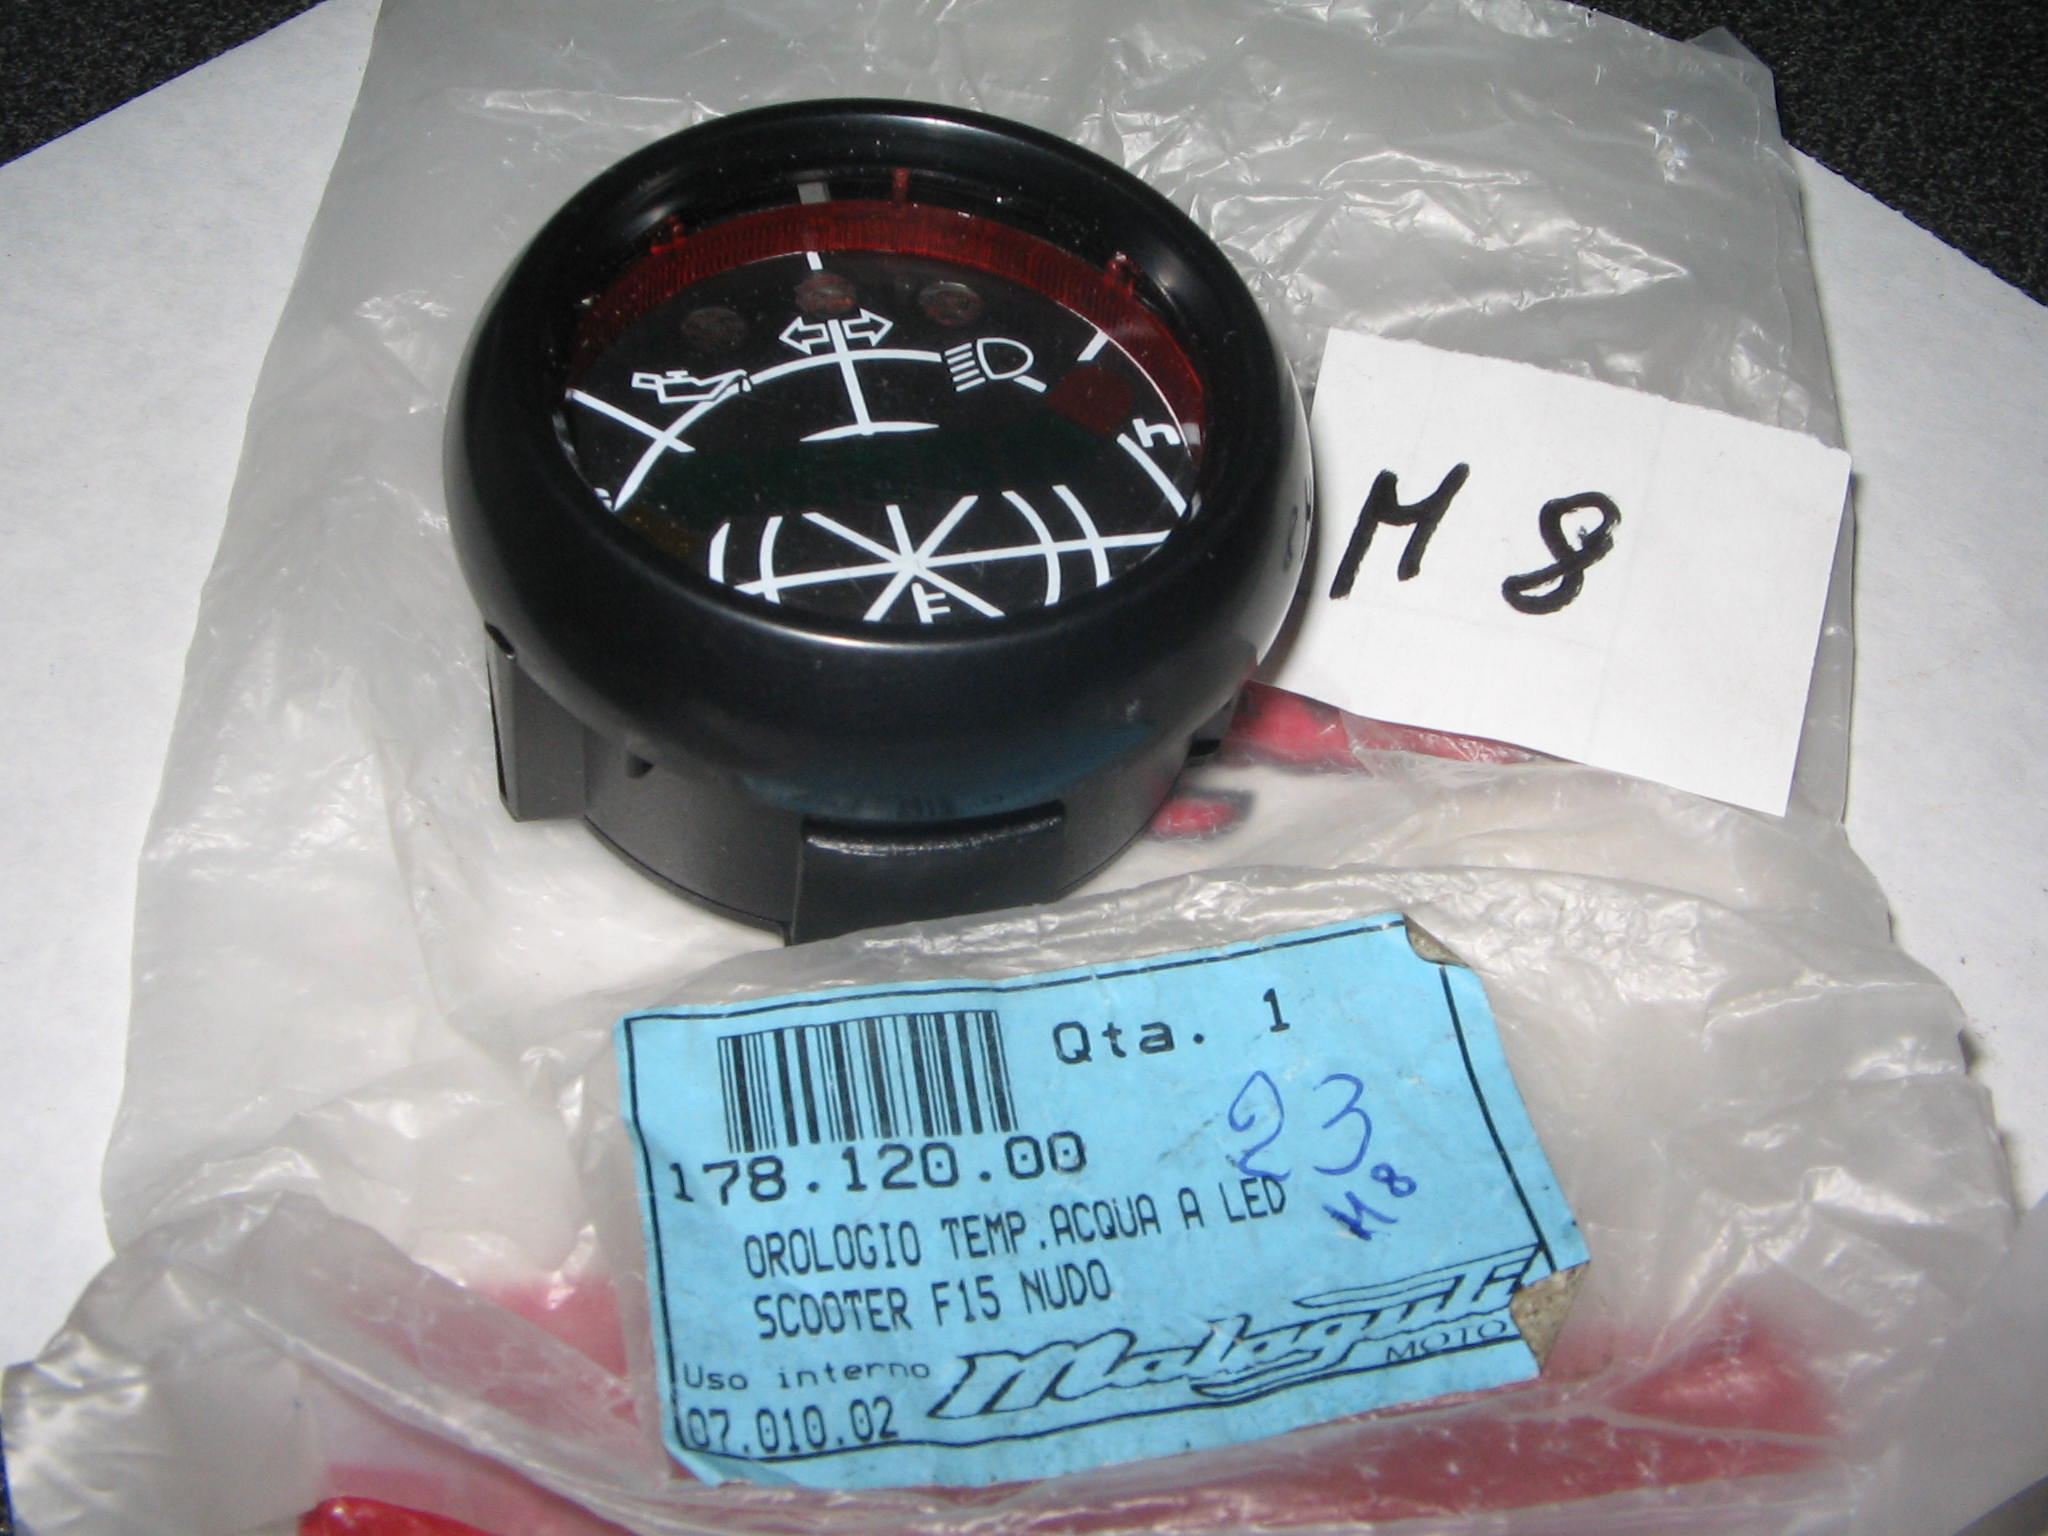 h
M 8
Qta. 1
23
M8
178.120.00
OROLOGIO TEMP.ACQUA A LED
SCOOTER F15 NUDO
Uso interno
07.010.02
Malaguti
MOTO